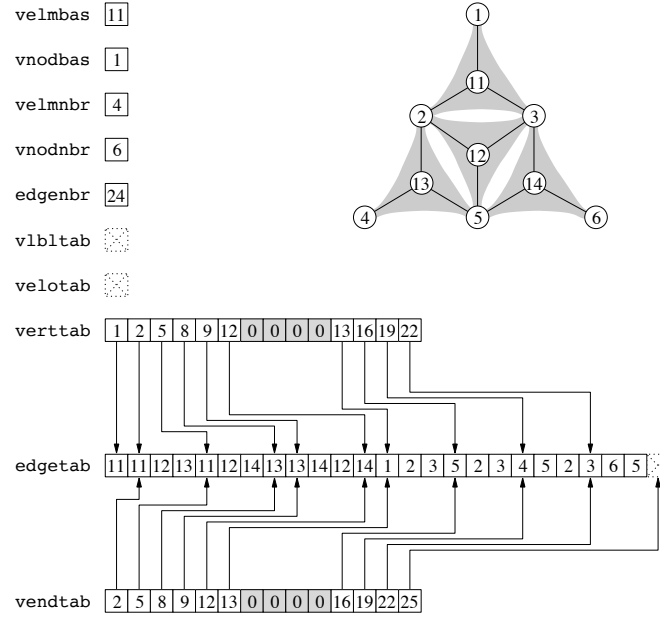 velmbas 11
vnodbas 1
velmnbr 4
vnodnbr 6
edgenbr 24
vlbltab
velotab
1
11
2 3
12
13 14
4 5 6
verttab 1 2 5 8 9 12 0 0 0 0 13 16 19 22
edgetab 11 11 12 13 11 12 14 13 13 14 12 14 1 2 3 5 2 3 4 5 2 3 6 5
vendtab 2 5 8 9 12 13 0 0 0 0 16 19 22 25